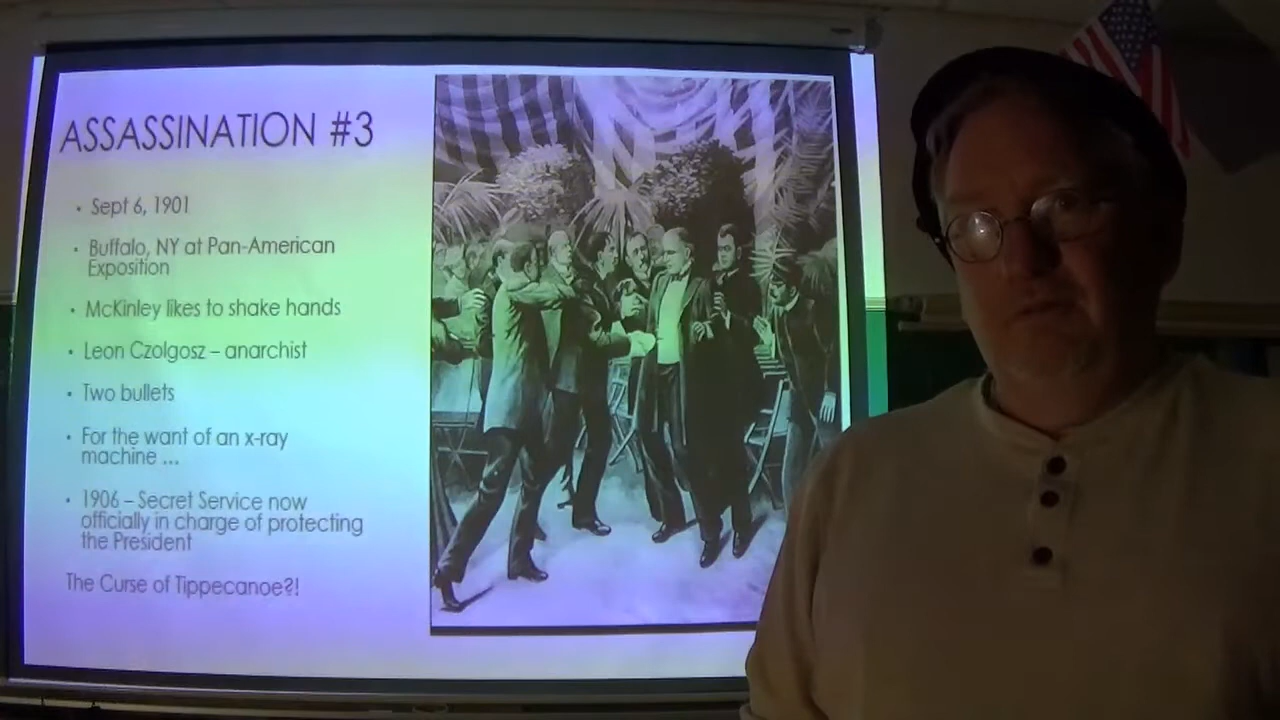 ASSASSINATION #3
• Sept 6, 1901
• Buffalo, NY at Pan-American
Exposition
• McKinley likes to shake hands
• Leon Czolgosz – anarchist
• Two bullets
• For the want of an x-ray
machine ...
• 1906 – Secret Service now
officially in charge of protecting
the President
The Curse of Tippecanoe?!